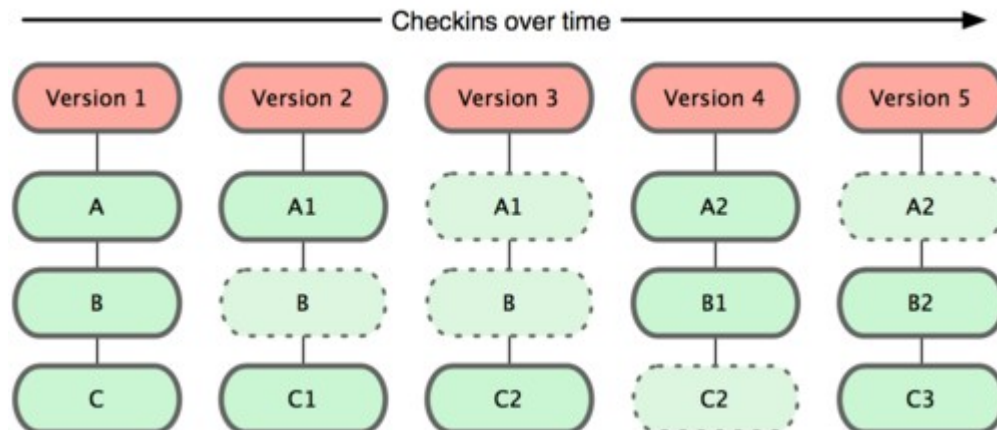 Checkins over time
Version 1 Version 2 Version 3 Version 4 Version 5
A A1 A1 A2 A2
B B B B1 B2
C C1 C2 C2 C3